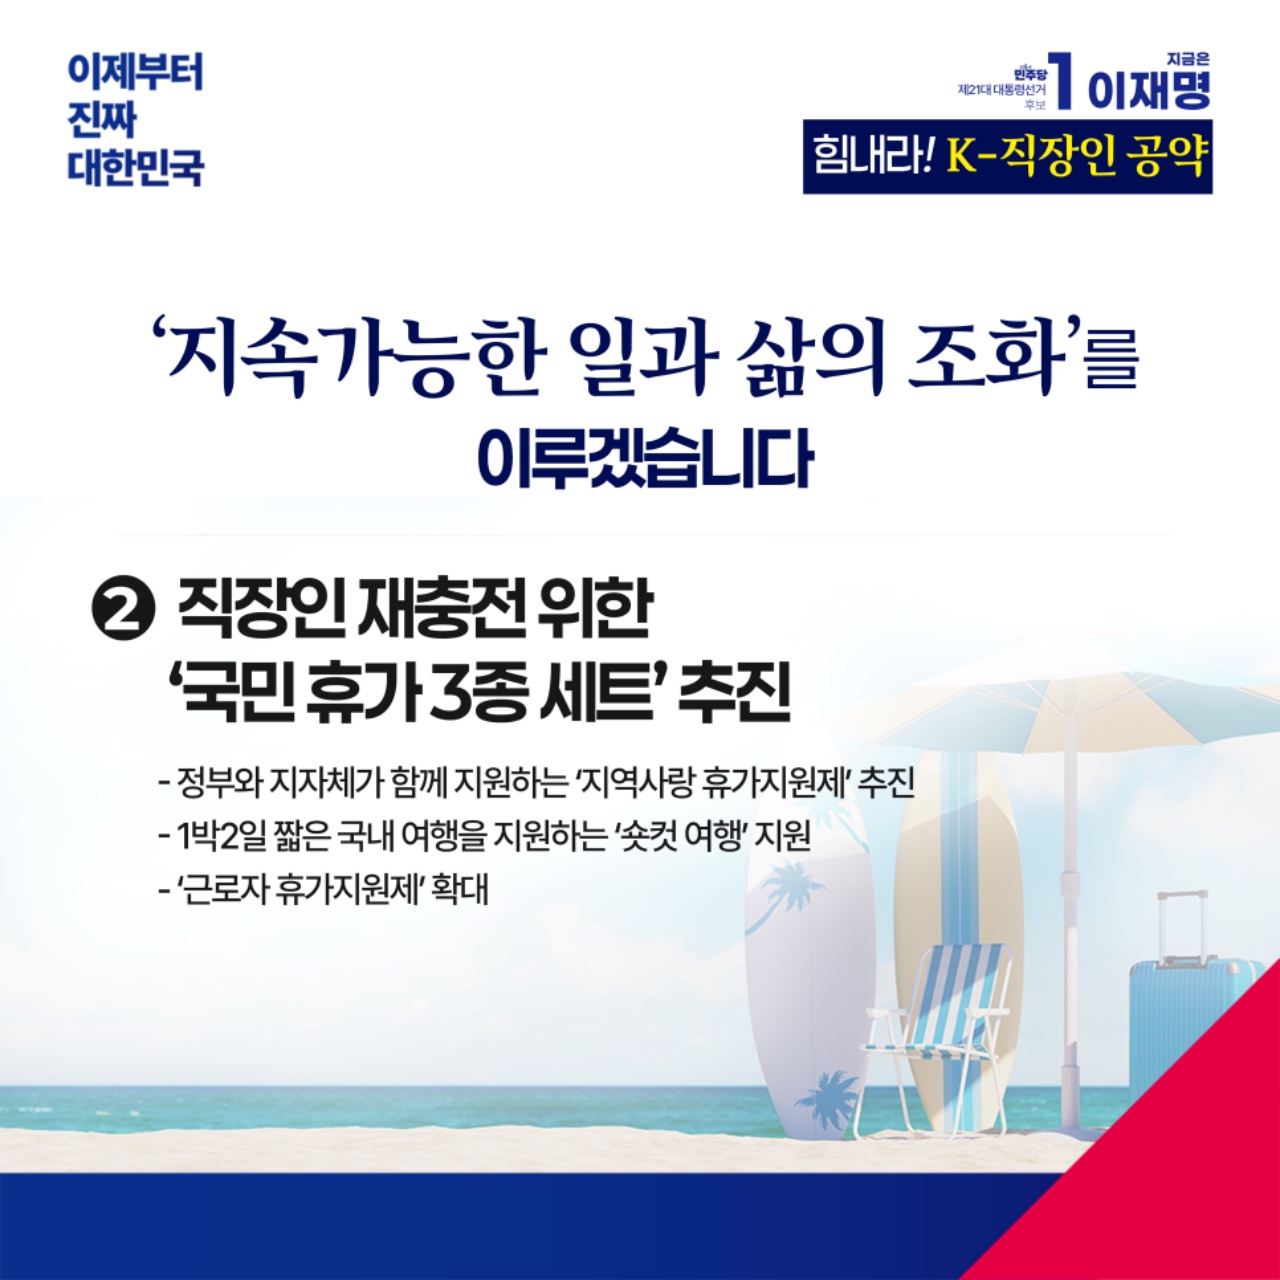 이제부터
진짜
대한민국
지금은
민주당
제21대 대통령선거
후보
1 이재명
힘내라! K-직장인 공약
‘지속가능한 일과 삶의 조화’를
이루겠습니다
2 직장인 재충전 위한
‘국민 휴가 3종 세트’ 추진
- 정부와 지자체가 함께 지원하는 ‘지역사랑 휴가지원제’ 추진
- 1박2일 짧은 국내 여행을 지원하는 ‘숏컷 여행’ 지원
- ‘근로자 휴가지원제’ 확대